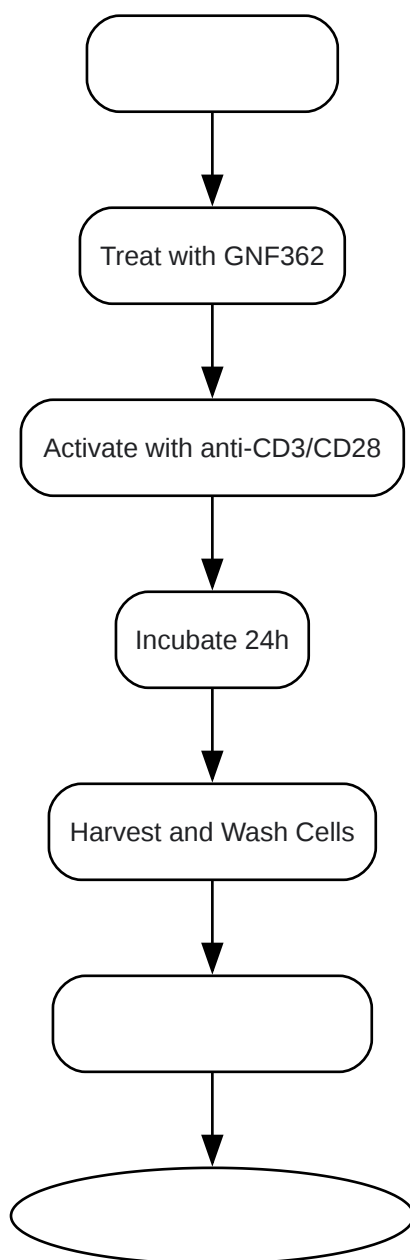 Treat with GNF362
Activate with anti-CD3/CD28
Incubate 24h
Harvest and Wash Cells